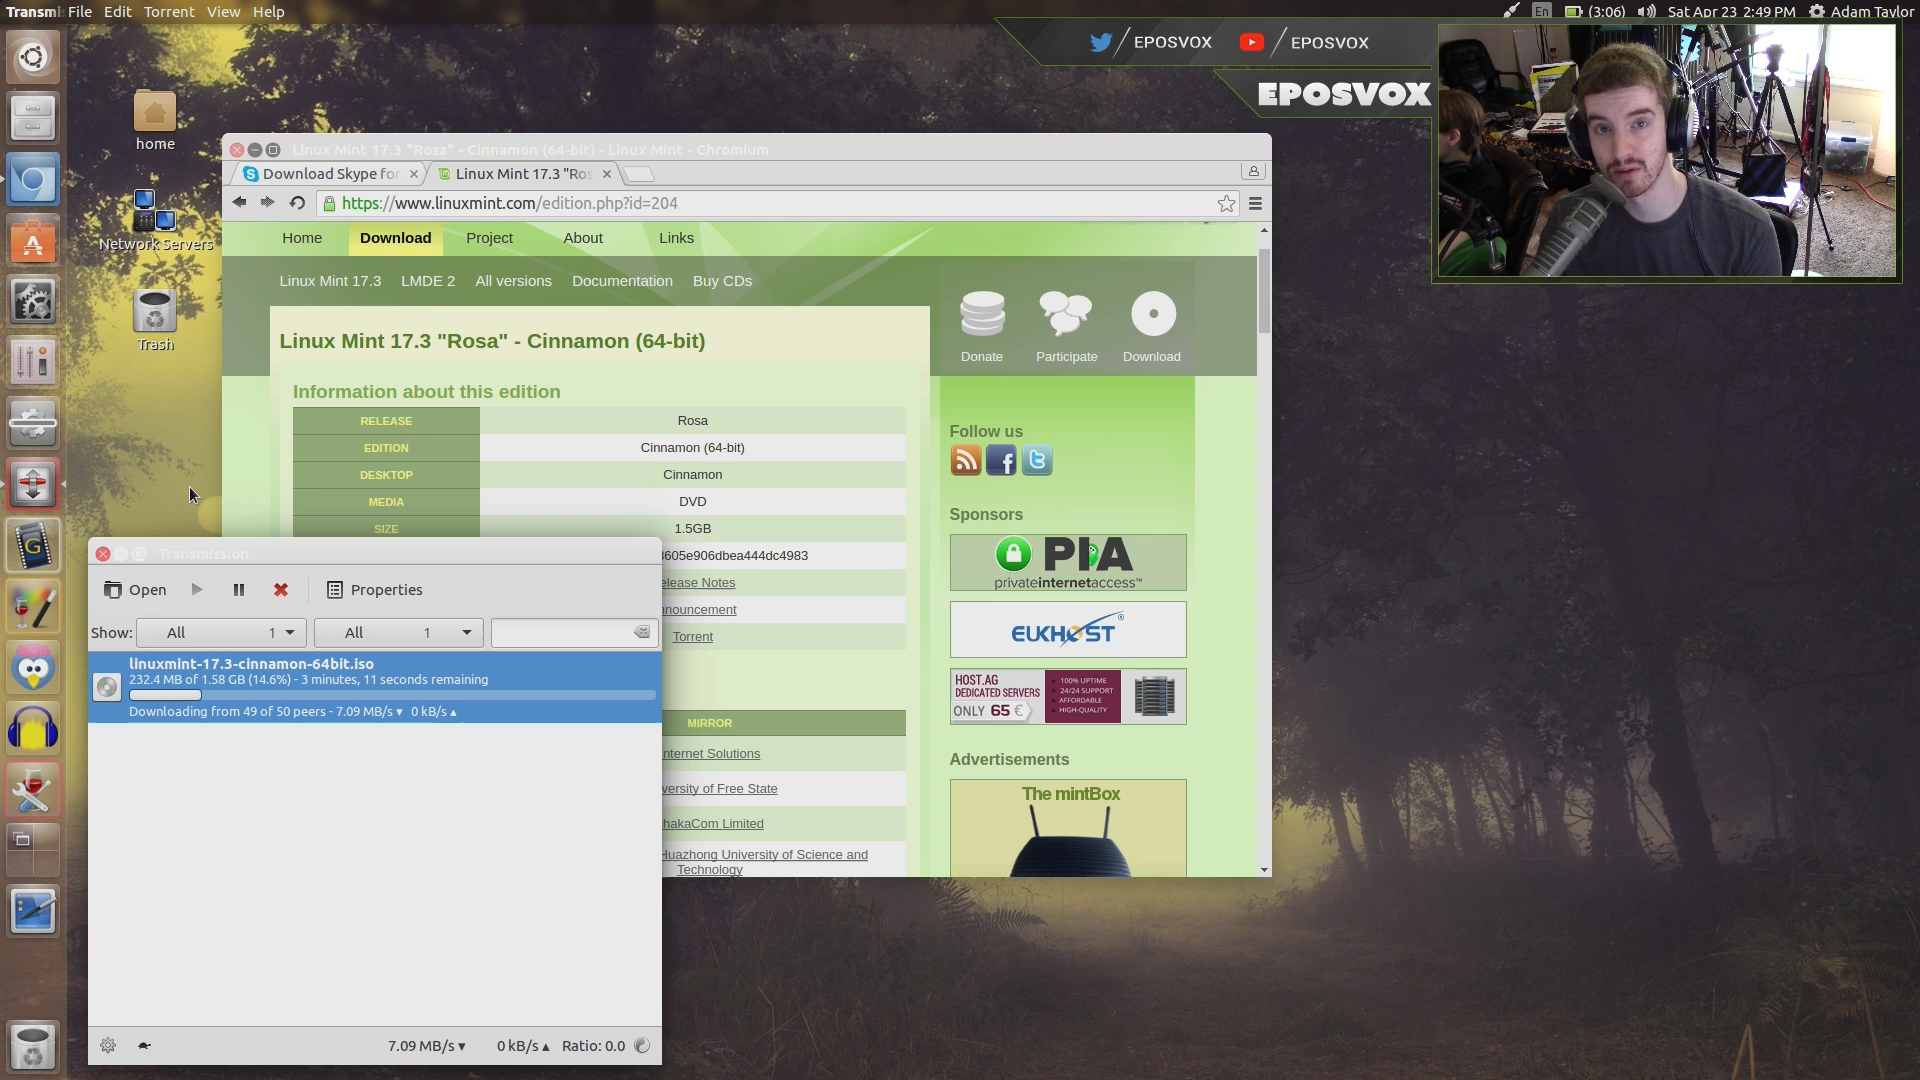 Transmi File Edit Torrent View Help
En (3:06) Sat Apr 23 2:49 PM Adam Taylor
EPOSVOX EPOSVOX
EPOSVOX
home
Network Servers
Trash
Linux Mint 17.3 "Rosa" - Cinnamon (64-bit) - Linux Mint - Chromium
Download Skype for Linux Mint 17.3 "Ros
https://www.linuxmint.com/edition.php?id=204
Home Download Project About Links
Linux Mint 17.3 LMDE 2 All versions Documentation Buy CDs
Donate Participate Download
Linux Mint 17.3 "Rosa" - Cinnamon (64-bit)
Information about this edition
RELEASE Rosa
EDITION Cinnamon (64-bit)
DESKTOP Cinnamon
MEDIA DVD
SIZE 1.5GB
3605e906dbea444dc4983
elease Notes
nouncement
Torrent
MIRROR
nternet Solutions
versity of Free State
hakaCom Limited
Huazhong University of Science and
Technology
Follow us
Sponsors
PIA
privateinternetaccess™
EUKHOST
HOST.AG
DEDICATED SERVERS
ONLY 65 €
100% UPTIME
24/24 SUPPORT
AFFORDABLE
HIGH-QUALITY
Advertisements
The mintBox
Transmission
Open Properties
Show: All 1 All 1
linuxmint-17.3-cinnamon-64bit.iso
232.4 MB of 1.58 GB (14.6%) - 3 minutes, 11 seconds remaining
Downloading from 49 of 50 peers - 7.09 MB/s ▾ 0 kB/s ▴
7.09 MB/s ▾ 0 kB/s ▴ Ratio: 0.0